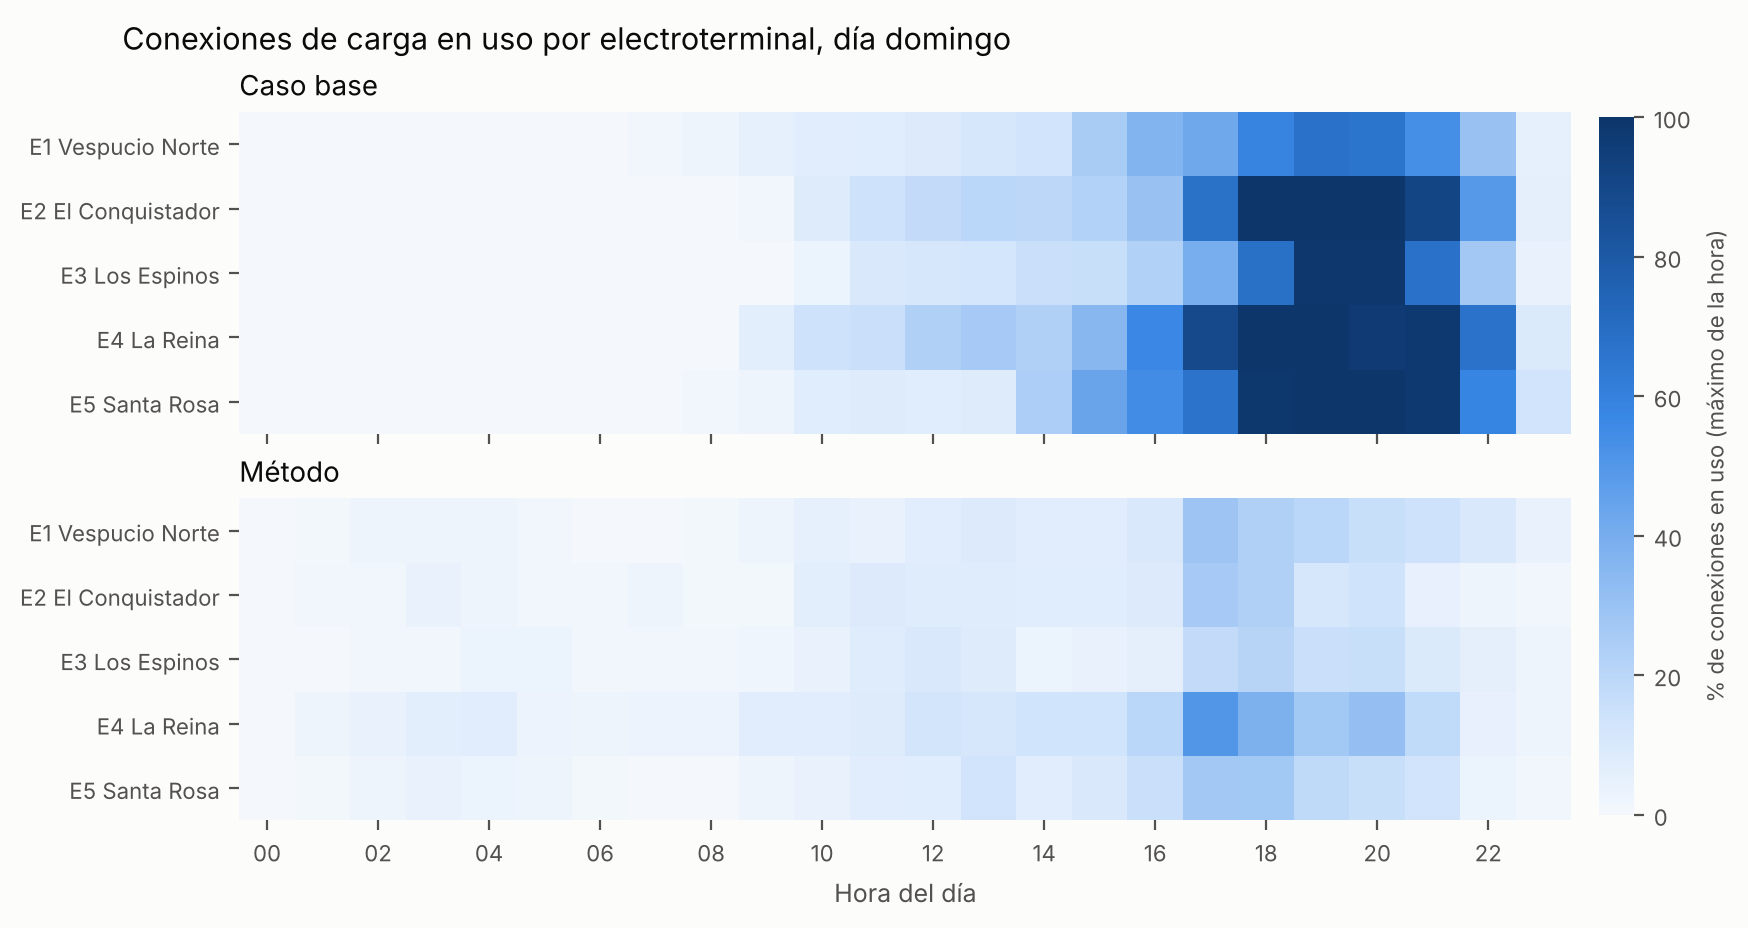 Conexiones de carga en uso por electroterminal, día domingo
Caso base
E1 Vespucio Norte
E2 El Conquistador
E3 Los Espinos
E4 La Reina
E5 Santa Rosa
Método
E1 Vespucio Norte
E2 El Conquistador
E3 Los Espinos
E4 La Reina
E5 Santa Rosa
00 02 04 06 08 10 12 14 16 18 20 22
Hora del día
100
80
60
40
20
0
% de conexiones en uso (máximo de la hora)